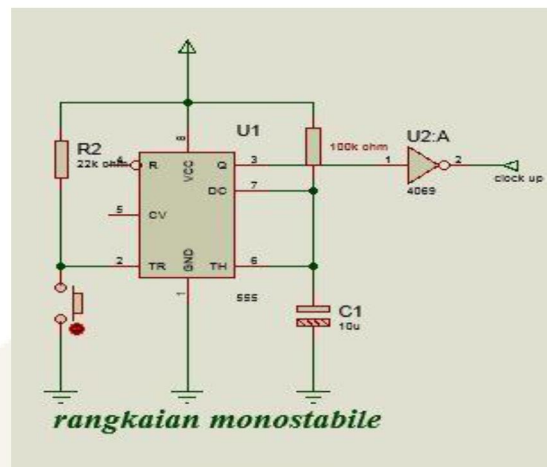 U1
U2:A
R2
22k ohm
4
R
8
VCC
Q
3
100k ohm
1
2
4069
clock up
DC
7
5
CV
2
TR
GND
1
TH
6
555
C1
10u
rangkaian monostabile